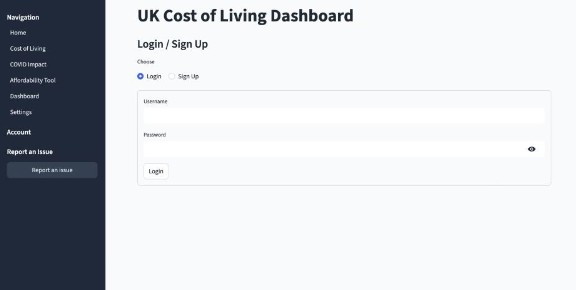 Navigation
Home
Cost of Living
COVID Impact
Affordability Tool
Dashboard
Settings
Account
Report an Issue
Report an issue
UK Cost of Living Dashboard
Login / Sign Up
Choose
Login Sign Up
Username
Password
Login